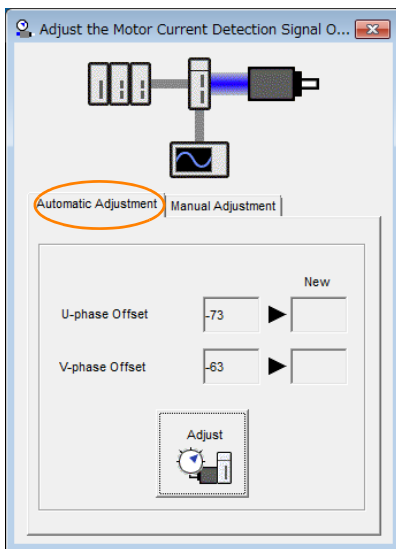 Adjust the Motor Current Detection Signal O...
Automatic Adjustment
Manual Adjustment
New
U-phase Offset
-73
V-phase Offset
-63
Adjust